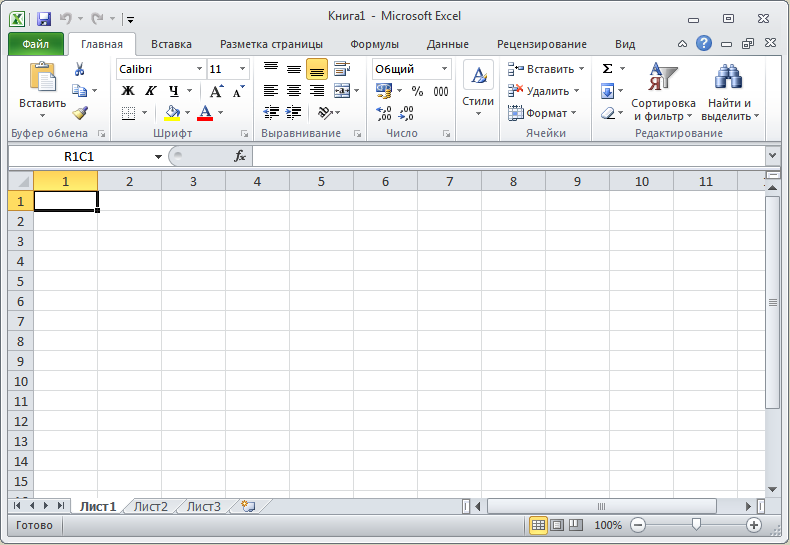 Книга1 - Microsoft Excel
Файл Главная Вставка Разметка страницы Формулы Данные Рецензирование Вид
Calibri 11 Общий Вставить Σ
Вставить Ж К Ч A A % 000 Стили Удалить Сортировка и фильтр Найти и выделить
A Формат
Буфер обмена Шрифт Выравнивание Число Ячейки Редактирование
R1C1 fx
1 2 3 4 5 6 7 8 9 10 11
1
2
3
4
5
6
7
8
9
10
11
12
13
14
15
Лист1 Лист2 Лист3
Готово 100%